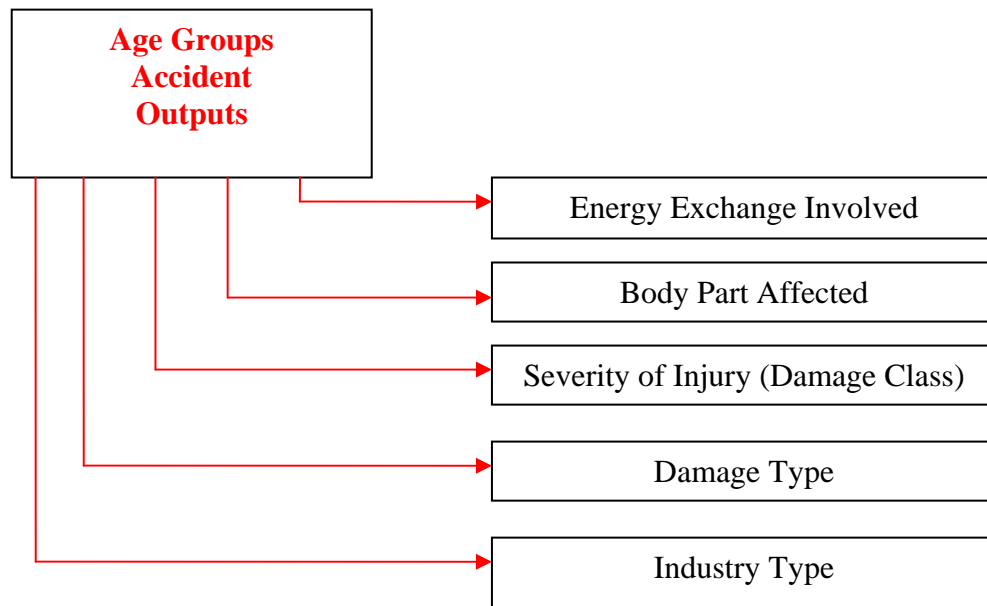 Age Groups
Accident
Outputs
Energy Exchange Involved
Body Part Affected
Severity of Injury (Damage Class)
Damage Type
Industry Type